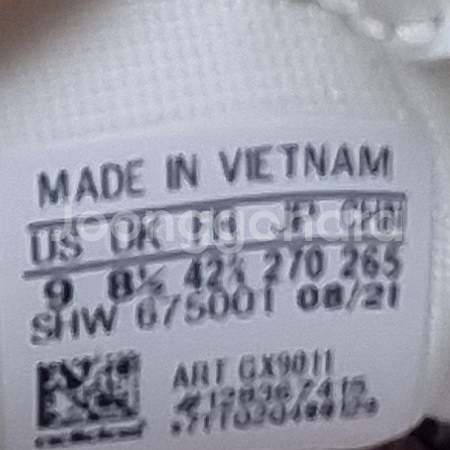 MADE IN VIETNAM
US UK JP CHN
Joonggonara
9 8½ 42⅔ 270 265
SHW 675001 08/21
ART GX9011